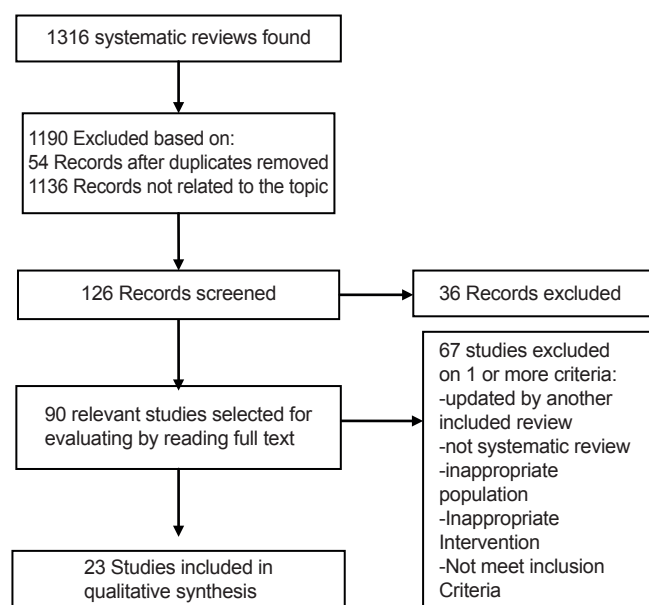 1316 systematic reviews found
1190 Excluded based on:
54 Records after duplicates removed
1136 Records not related to the topic
126 Records screened
36 Records excluded
90 relevant studies selected for
evaluating by reading full text
67 studies excluded
on 1 or more criteria:
-updated by another
included review
-not systematic review
-inappropriate
population
-Inappropriate
Intervention
-Not meet inclusion
Criteria
23 Studies included in
qualitative synthesis